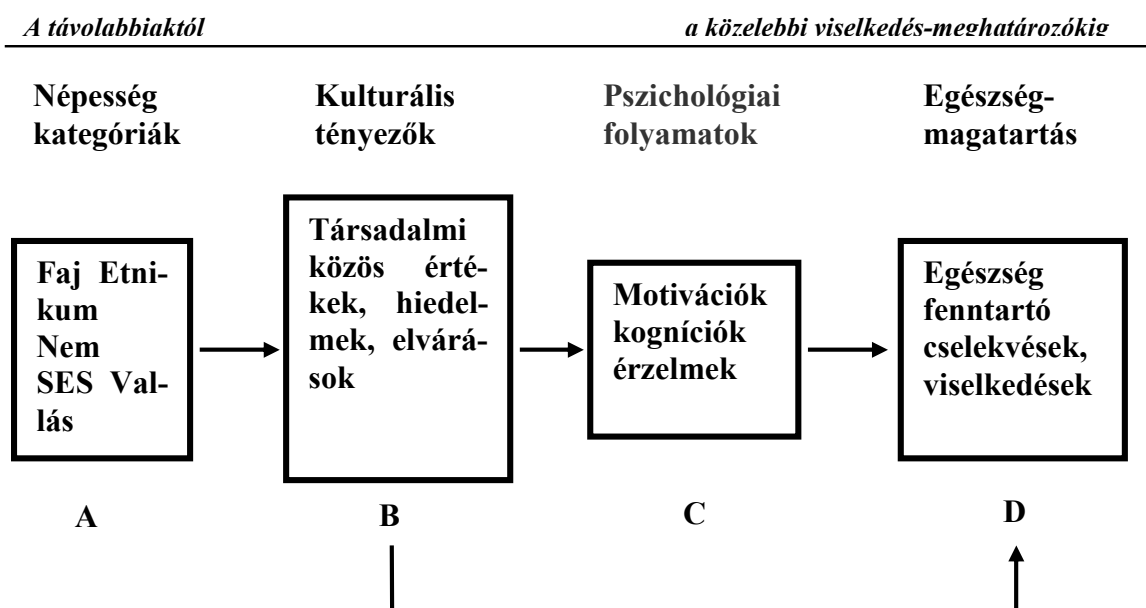 A távolabbiaktól
a közelebbi viselkedés-meghatározókig
Népesség
kategóriák
Kulturális
tényezők
Pszichológiai
folyamatok
Egészség-
magatartás
Faj Etni-
kum
Nem
SES Val-
lás
Társadalmi
közös érté-
kek, hiedel-
mek, elvárá-
sok
Motivációk
kogníciók
érzelmek
Egészség
fenntartó
cselekvések,
viselkedések
A
B
C
D